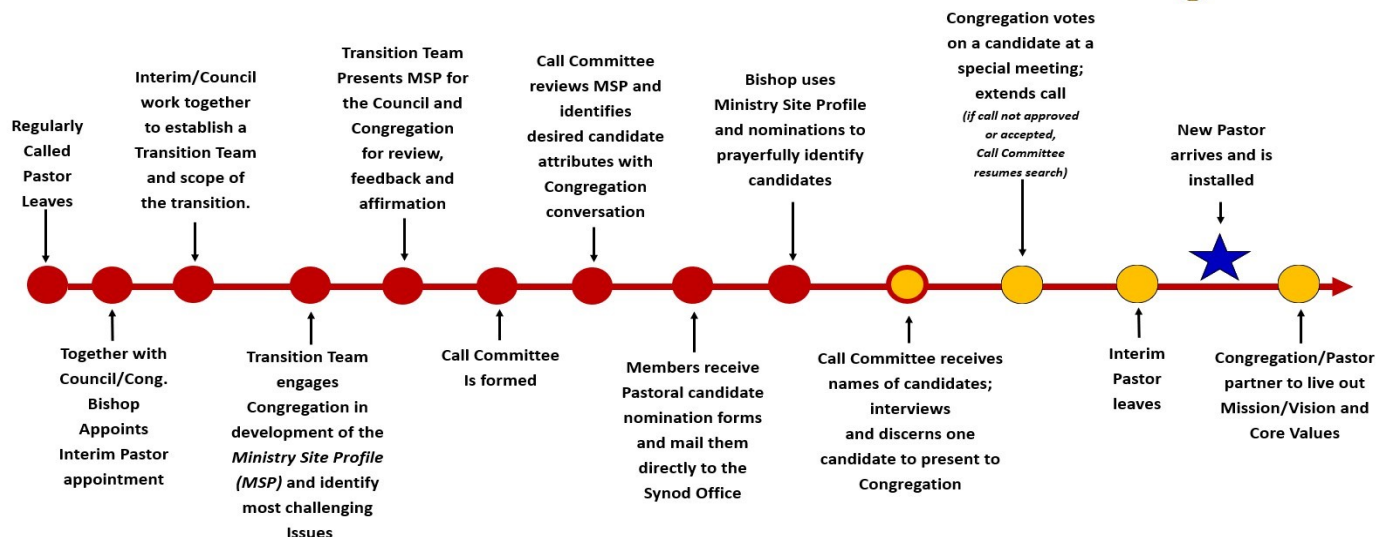 Regularly
Called
Pastor
Leaves
Together with
Council/Cong.
Bishop
Appoints
Interim Pastor
appointment
Interim/Council
work together
to establish a
Transition Team
and scope of
the transition.
Transition Team
engages
Congregation in
development of the
Ministry Site Profile
(MSP) and identify
most challenging
Issues
Transition Team
Presents MSP for
the Council and
Congregation
for review,
feedback and
affirmation
Call Committee
Is formed
Call Committee
reviews MSP and
identifies
desired candidate
attributes with
Congregation
conversation
Members receive
Pastoral candidate
nomination forms
and mail them
directly to the
Synod Office
Bishop uses
Ministry Site Profile
and nominations to
prayerfully identify
candidates
Call Committee receives
names of candidates;
interviews
and discerns one
candidate to present to
Congregation
Congregation votes
on a candidate at a
special meeting;
extends call
(if call not approved
or accepted,
Call Committee
resumes search)
Interim
Pastor
leaves
New Pastor
arrives and is
installed
Congregation/Pastor
partner to live out
Mission/Vision and
Core Values